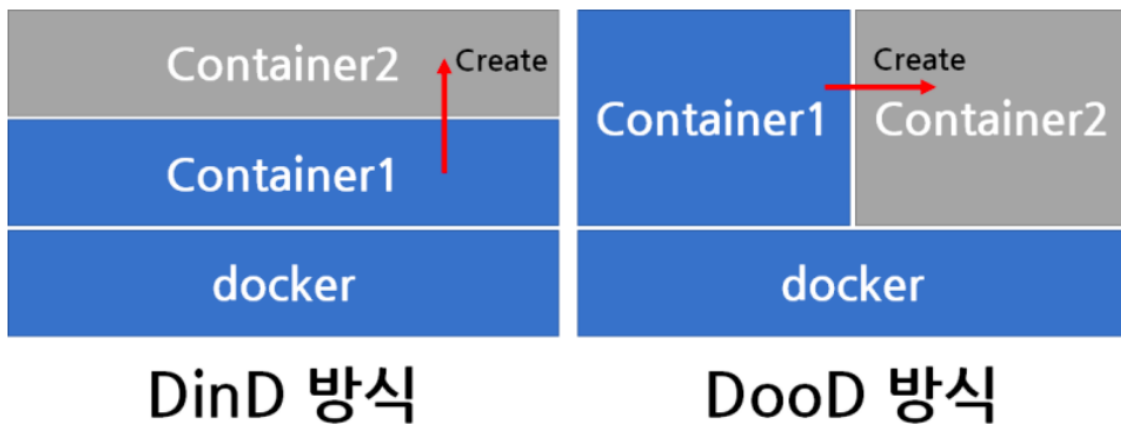 Container2
Create
Container1
docker
DinD 방식
Create
Container1
Container2
docker
DooD 방식